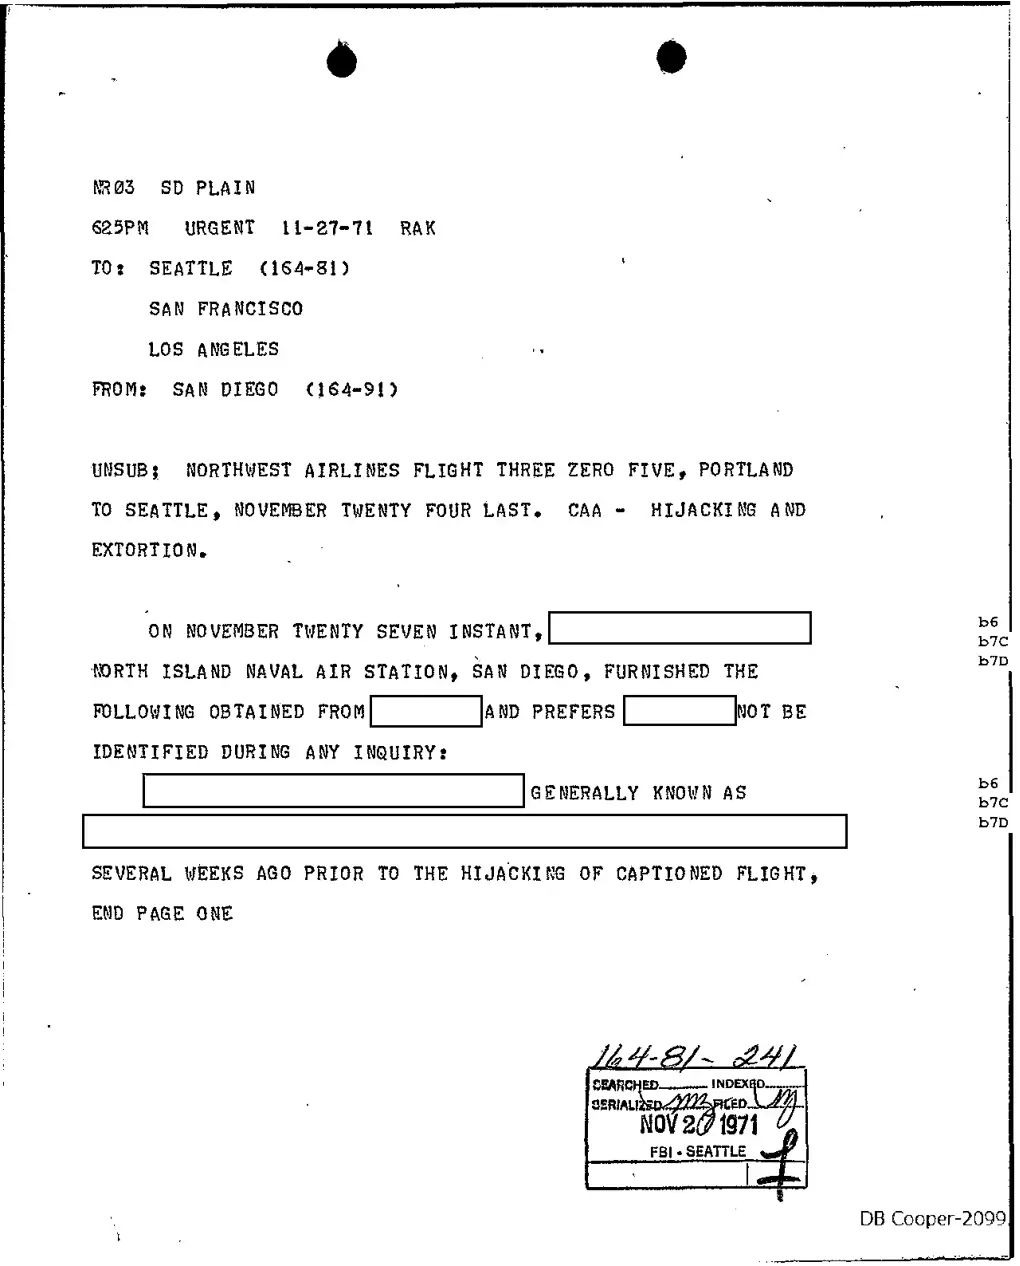 NR03 SD PLAIN
625PM URGENT 11-27-71 RAK
TO: SEATTLE (164-81)
SAN FRANCISCO
LOS ANGELES
FROM: SAN DIEGO (164-91)
UNSUB; NORTHWEST AIRLINES FLIGHT THREE ZERO FIVE, PORTLAND
TO SEATTLE, NOVEMBER TWENTY FOUR LAST. CAA - HIJACKING AND
EXTORTION.
ON NOVEMBER TWENTY SEVEN INSTANT,
b6
b7C
NORTH ISLAND NAVAL AIR STATION, SAN DIEGO, FURNISHED THE
b7D
FOLLOWING OBTAINED FROM AND PREFERS NOT BE
IDENTIFIED DURING ANY INQUIRY:
GENERALLY KNOWN AS
b6
b7C
b7D
SEVERAL WEEKS AGO PRIOR TO THE HIJACKING OF CAPTIONED FLIGHT,
END PAGE ONE
164-81-241
SEARCHED INDEXED
SERIALIZED FILED
NOV 1971
FBI - SEATTLE
DB Cooper-2099